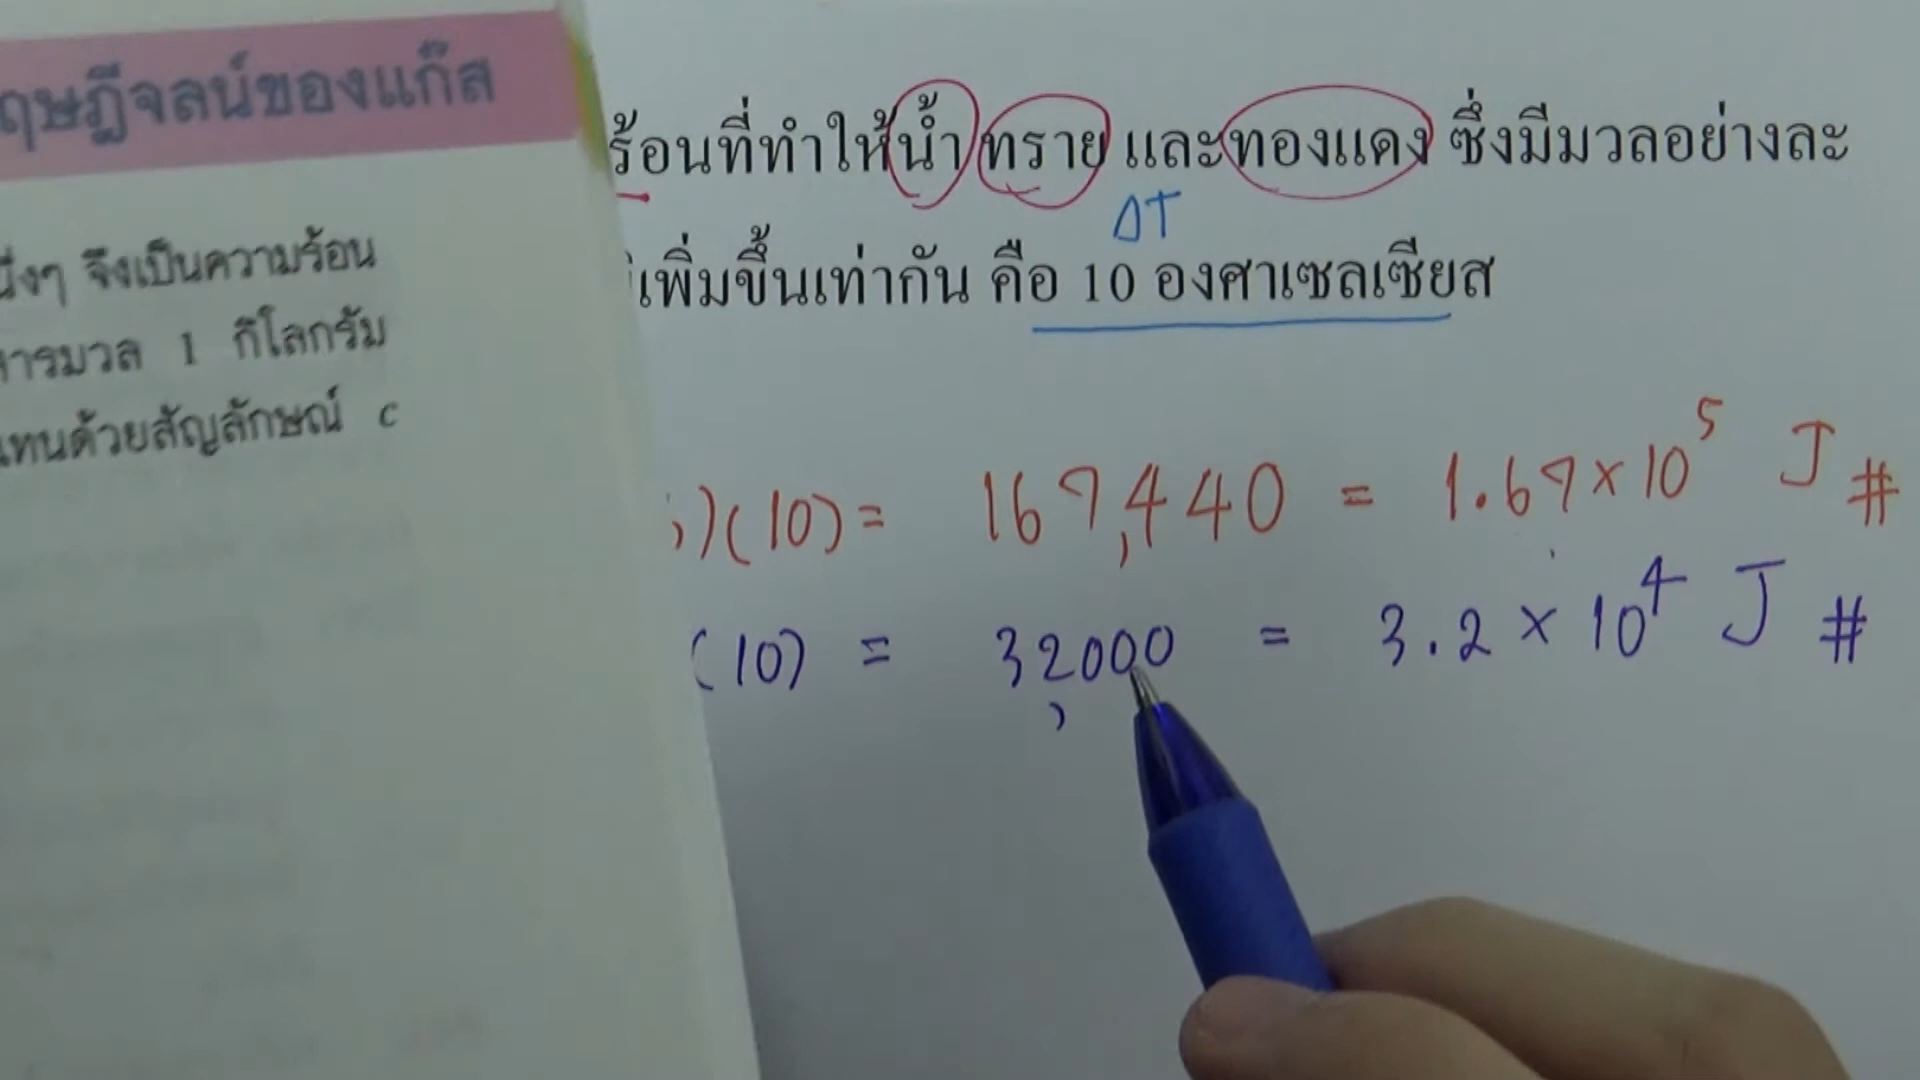 ฤษฎีจลน์ของแก๊ส
นึ่งๆ จึงเป็นความร้อน
สารมวล 1 กิโลกรัม
แทนด้วยสัญลักษณ์ c
ร้อนที่ทำให้น้ำ ทราย และทองแดง ซึ่งมีมวลอย่างละ
ΔT
เพิ่มขึ้นเท่ากัน คือ 10 องศาเซลเซียส
)(10) = 167,440 = 1.67 × 10⁵ J #
(10) = 32,000 = 3.2 × 10⁴ J #